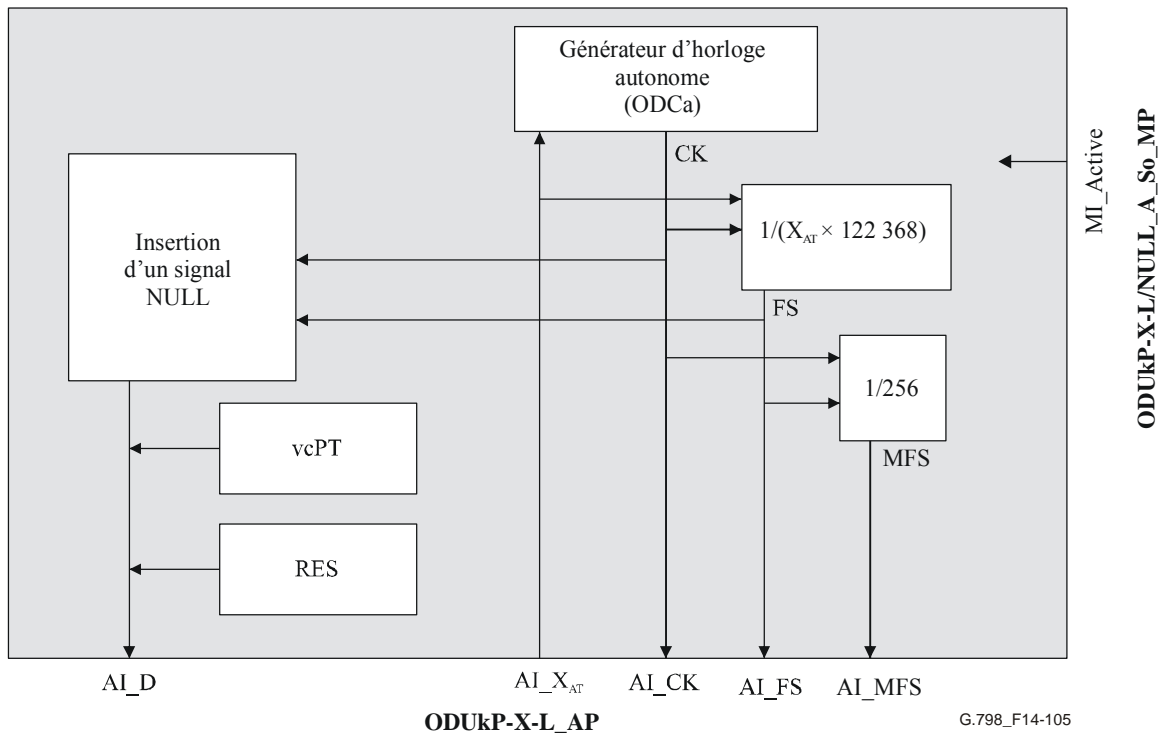 Générateur d'horloge
autonome
(ODCa)
CK
MI_Active
ODUkP-X-L/NULL_A_So_MP
Insertion
d'un signal
NULL
1/(X_AT × 122 368)
FS
1/256
MFS
vcPT
RES
AI_D
AI_X_AT
AI_CK
AI_FS
AI_MFS
ODUkP-X-L_AP
G.798_F14-105